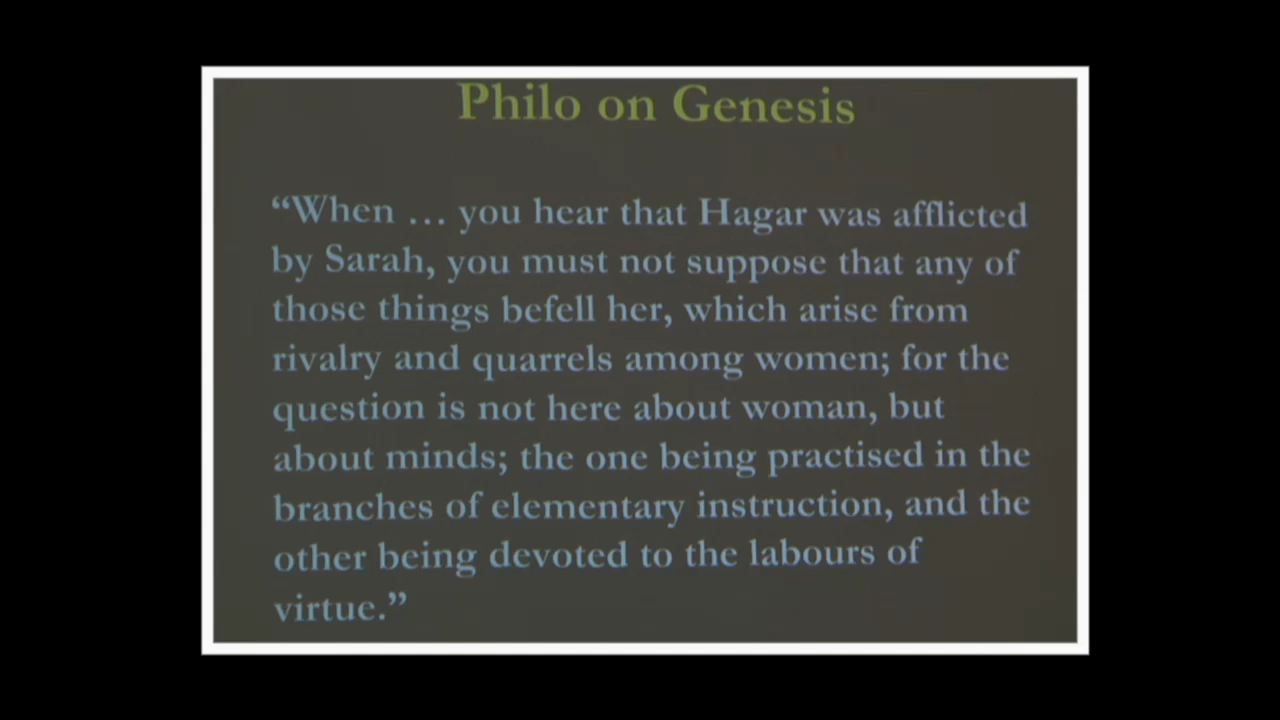 Philo on Genesis
“When … you hear that Hagar was afflicted
by Sarah, you must not suppose that any of
those things befell her, which arise from
rivalry and quarrels among women; for the
question is not here about woman, but
about minds; the one being practised in the
branches of elementary instruction, and the
other being devoted to the labours of
virtue.”